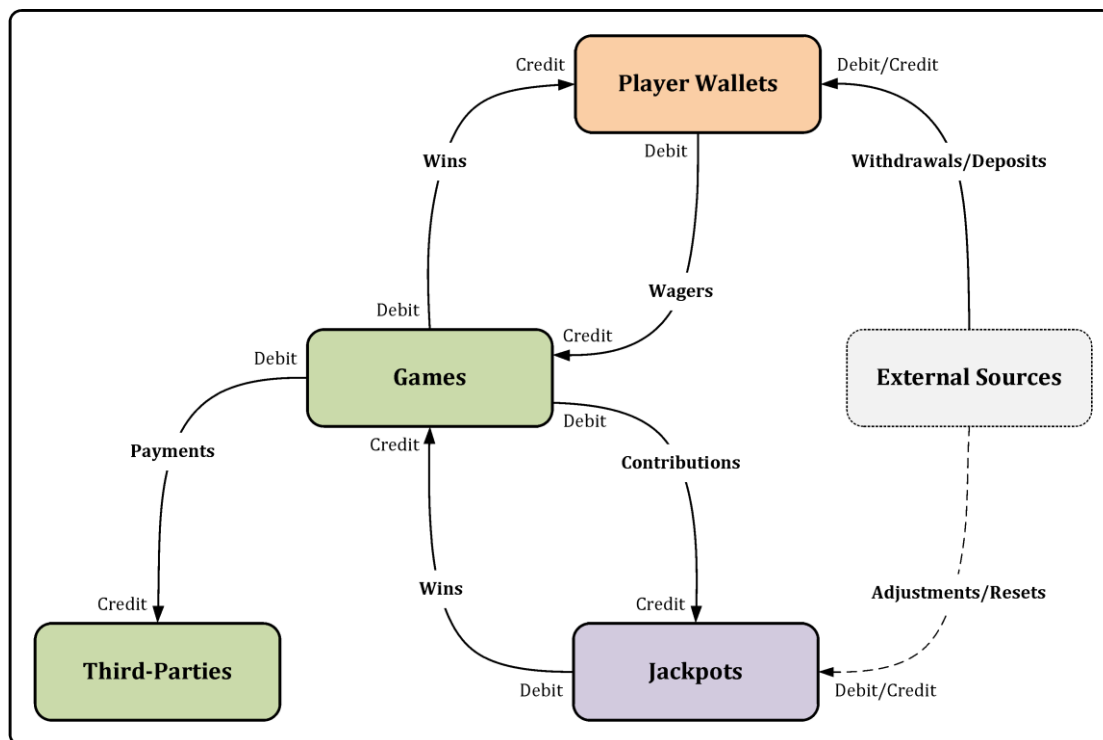 Credit
Player Wallets
Debit/Credit
Debit
Wins
Withdrawals/Deposits
Wagers
Debit
Credit
Debit
Games
External Sources
Debit
Credit
Payments
Contributions
Wins
Adjustments/Resets
Credit
Credit
Third-Parties
Debit
Jackpots
Debit/Credit